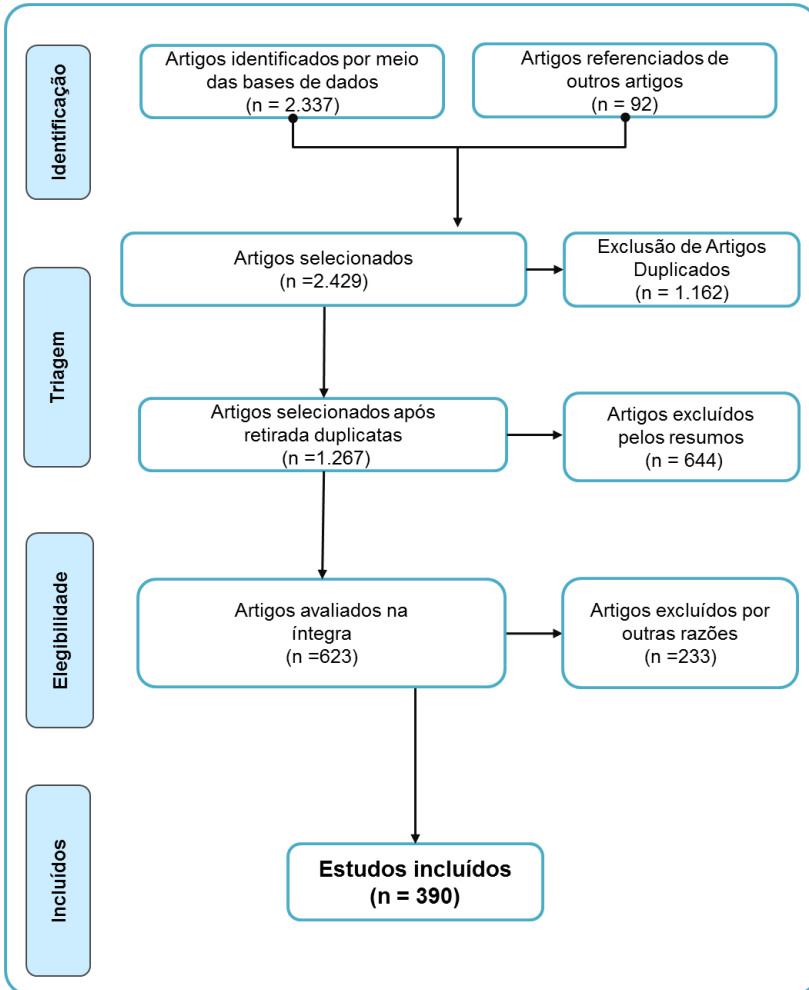 Identificação
Artigos identificados por meio
das bases de dados
(n = 2.337)
Artigos referenciados de
outros artigos
(n = 92)
Triagem
Artigos selecionados
(n =2.429)
Exclusão de Artigos
Duplicados
(n = 1.162)
Artigos selecionados após
retirada duplicatas
(n =1.267)
Artigos excluídos
pelos resumos
(n = 644)
Elegibilidade
Artigos avaliados na
íntegra
(n =623)
Artigos excluídos por
outras razões
(n =233)
Incluídos
Estudos incluídos
(n = 390)